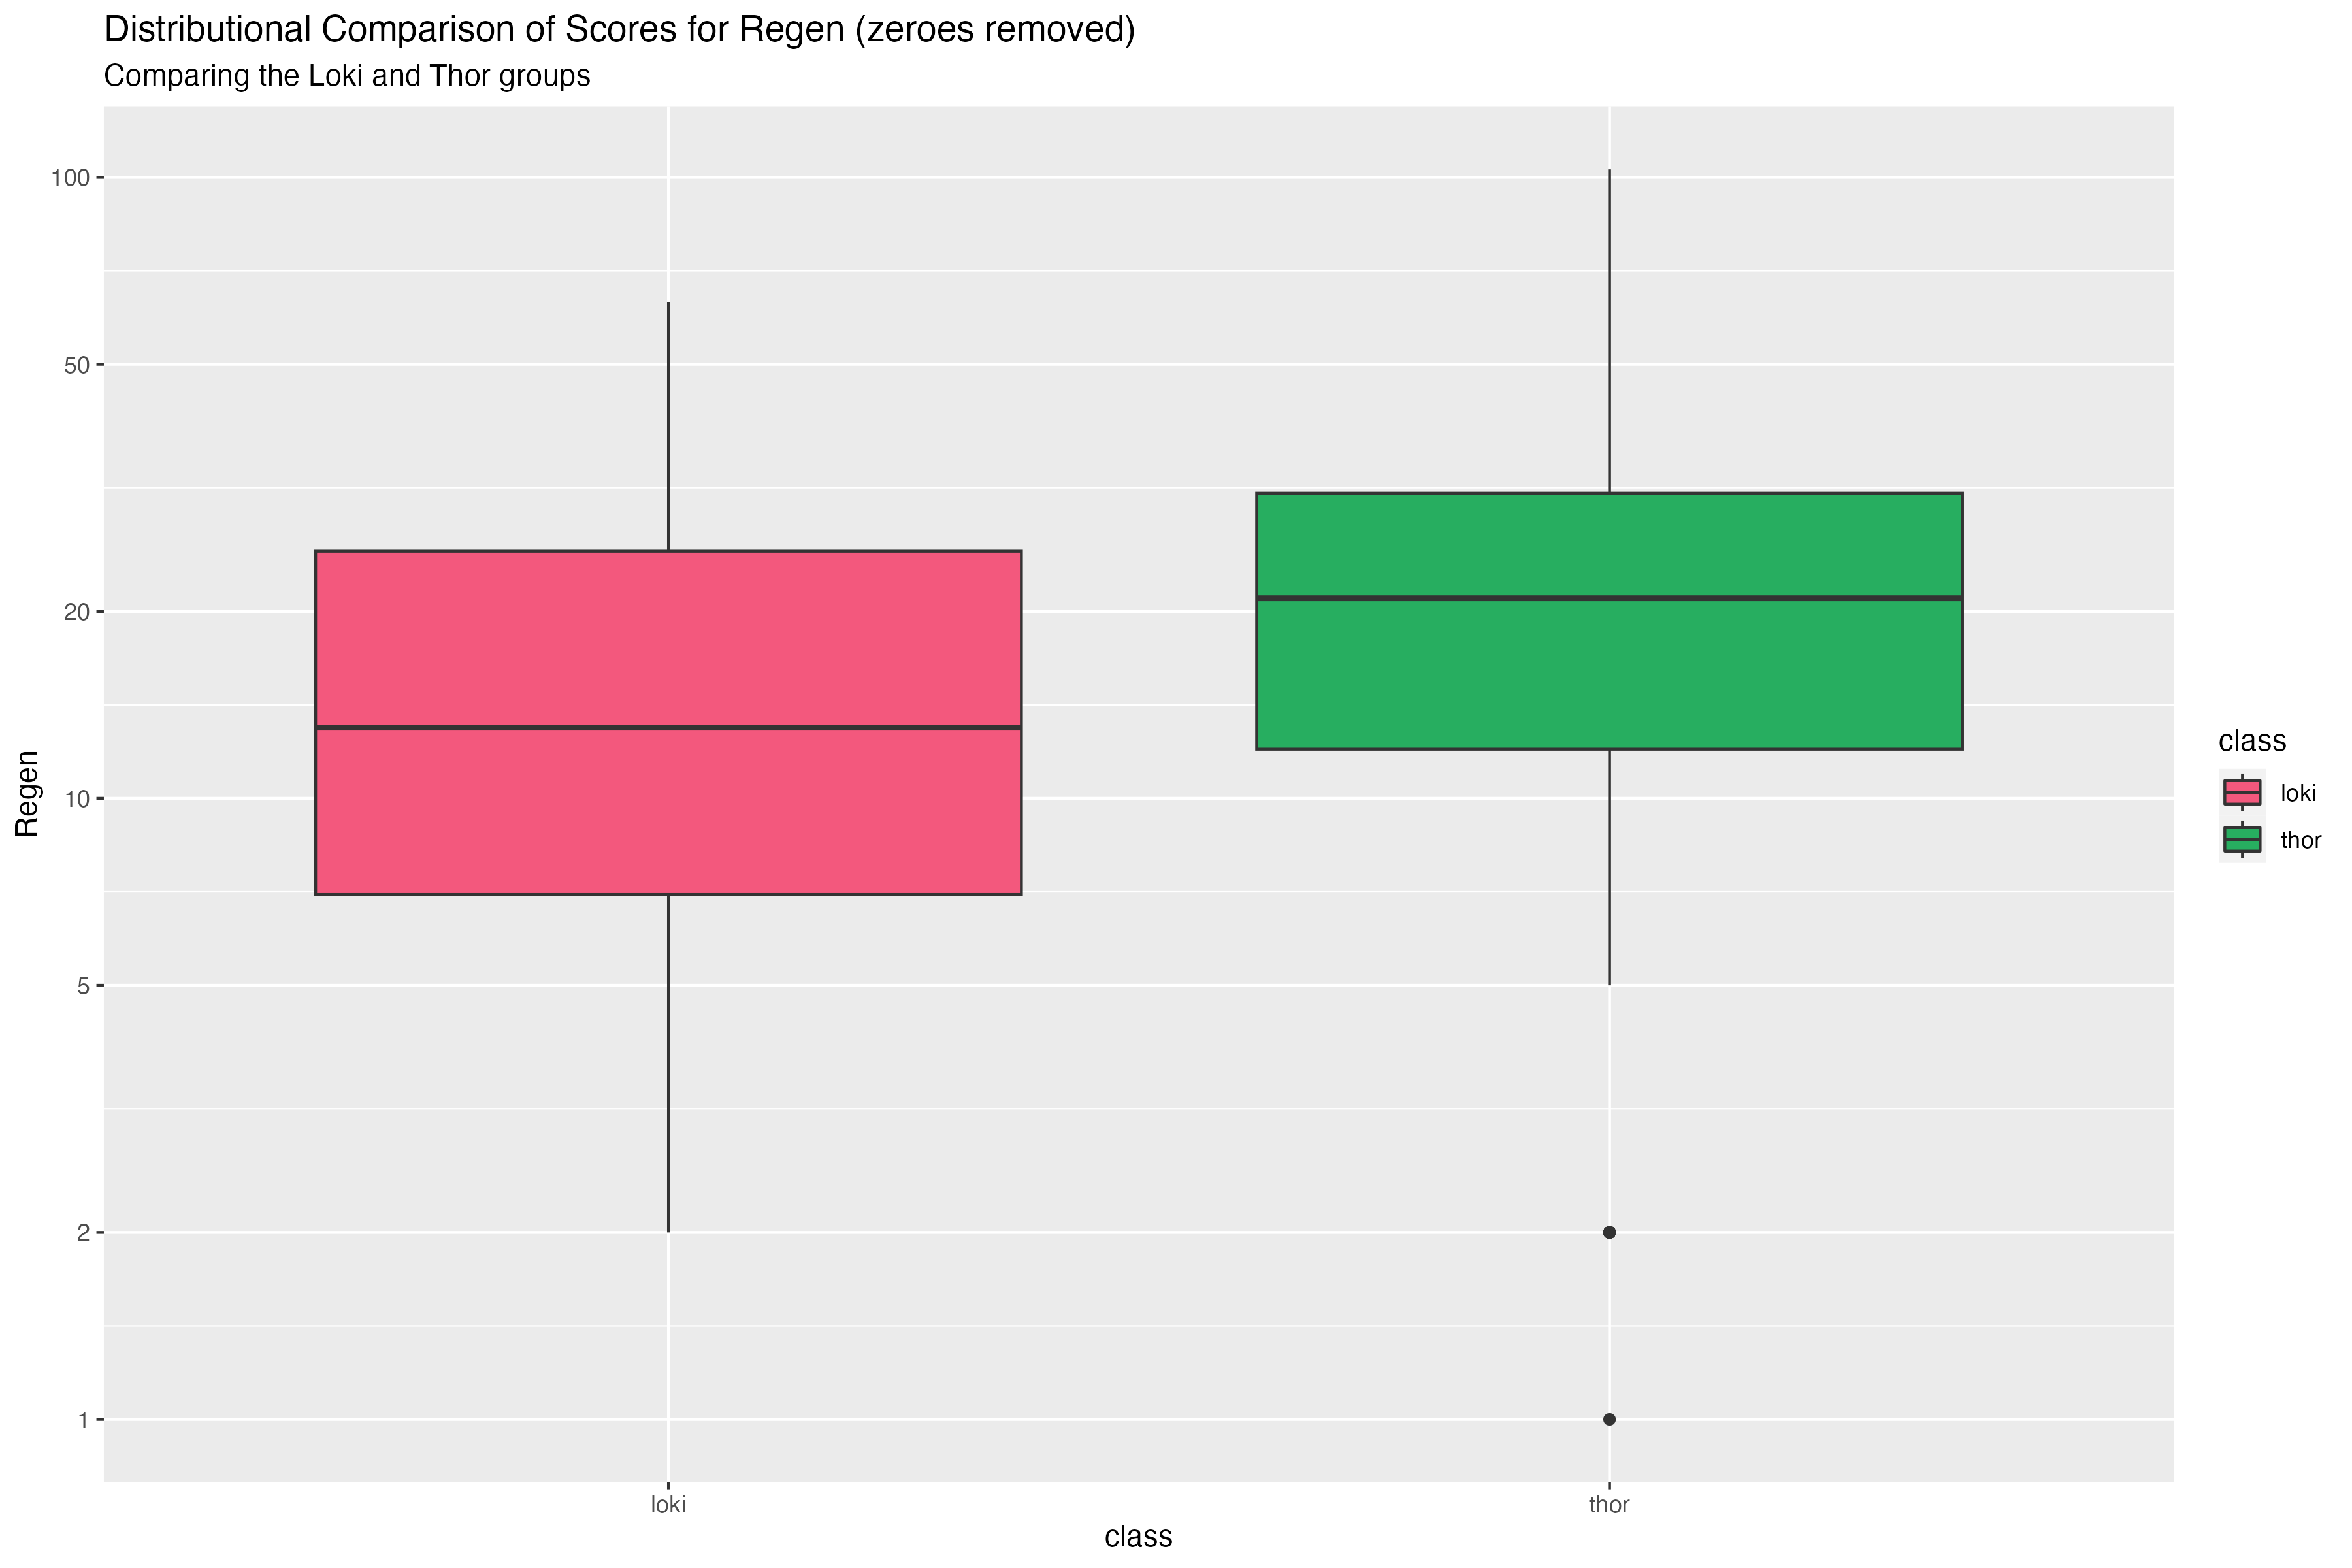 Distributional Comparison of Scores for Regen (zeroes removed)
Comparing the Loki and Thor groups
Regen
100
50
20
10
5
2
1
loki
thor
class
class
loki
thor